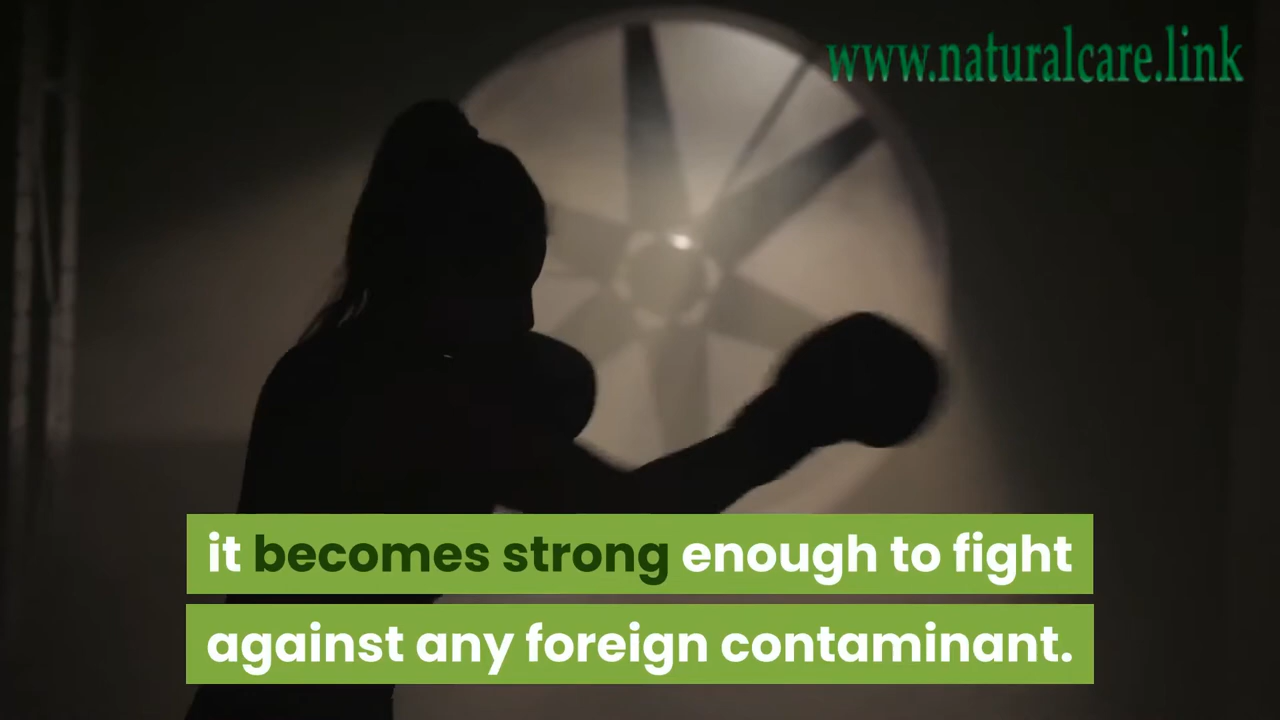 www.naturalcare.link
it becomes strong enough to fight
against any foreign contaminant.